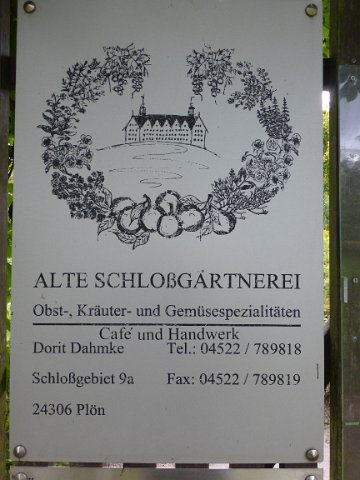 ALTE SCHLOßGÄRTNEREI
Obst-, Kräuter- und Gemüsespezialitäten
Café und Handwerk
Dorit Dahmke Tel.: 04522 / 789818
Schloßgebiet 9a Fax: 04522 / 789819
24306 Plön